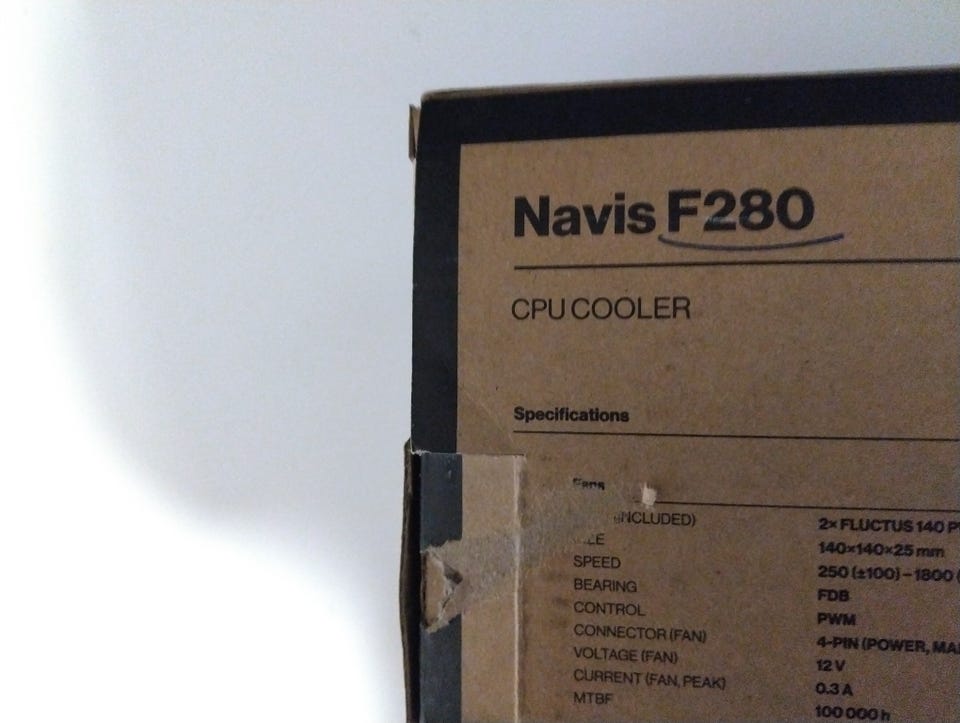 Navis F280
CPU COOLER
Specifications
Fans
INCLUDED)
2× FLUCTUS 140
140×140×25 mm
SPEED 250 (±100) – 1800
BEARING FDB
CONTROL PWM
CONNECTOR (FAN) 4-PIN (POWER,
VOLTAGE (FAN) 12 V
CURRENT (FAN, PEAK) 0.3 A
MTBF 100 000 h